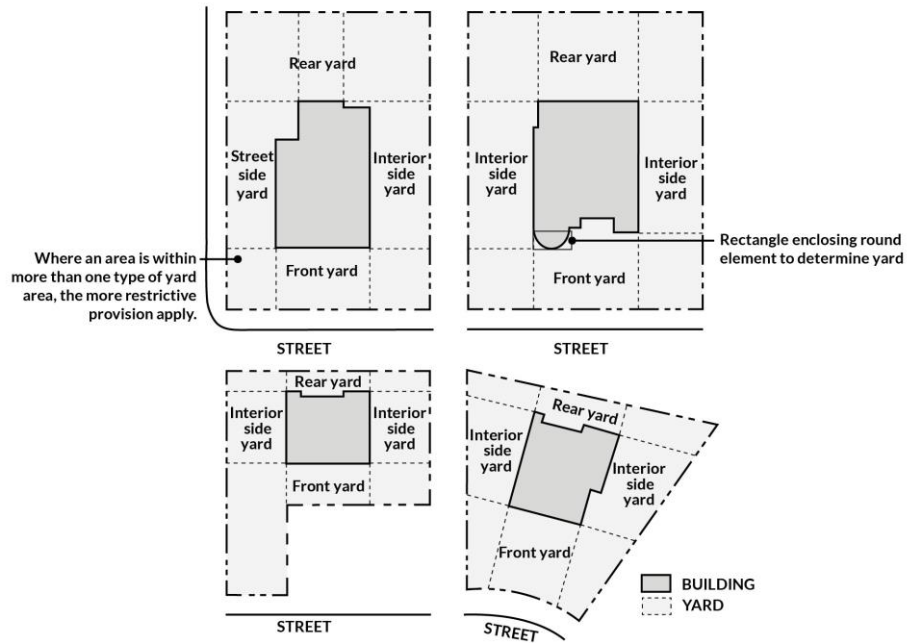 Rear yard
Street
side
yard
Interior
side
yard
Front yard
Where an area is within
more than one type of yard
area, the more restrictive
provision apply.
STREET
Rear yard
Interior
side
yard
Interior
side
yard
Front yard
Rectangle enclosing round
element to determine yard
STREET
Rear yard
Interior
side
yard
Interior
side
yard
Front yard
STREET
Rear yard
Interior
side
yard
Interior
side
yard
Front yard
STREET
BUILDING
YARD